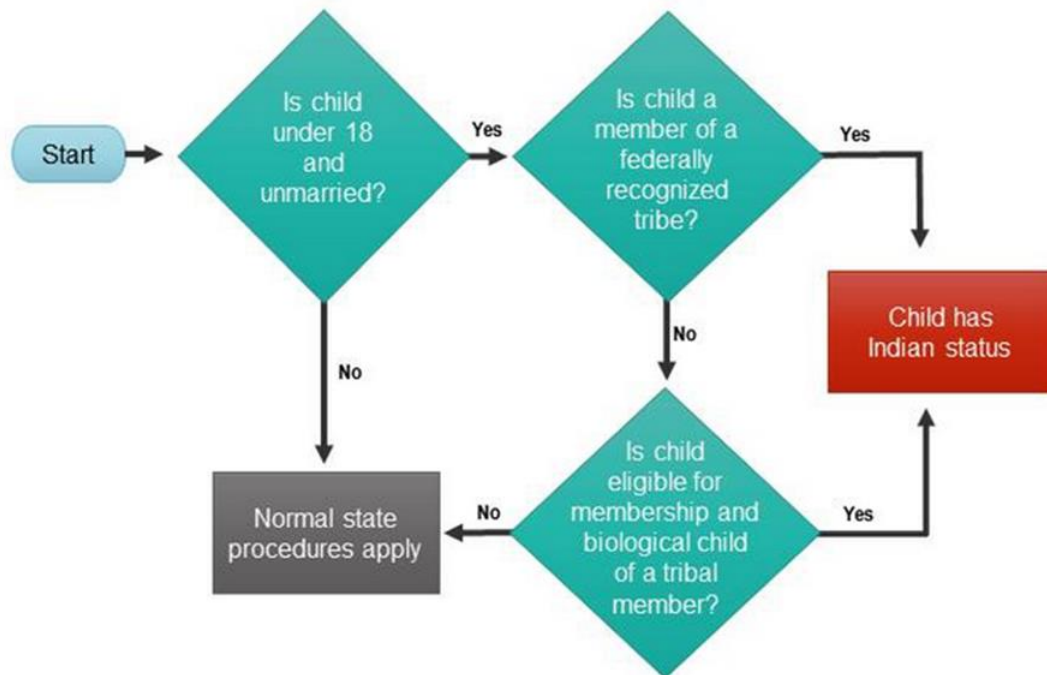 Start
Is child
under 18
and
unmarried?
Yes
Is child a
member of a
federally
recognized
tribe?
Yes
Child has
Indian status
No
No
Normal state
procedures apply
No
Is child
eligible for
membership and
biological child
of a tribal
member?
Yes